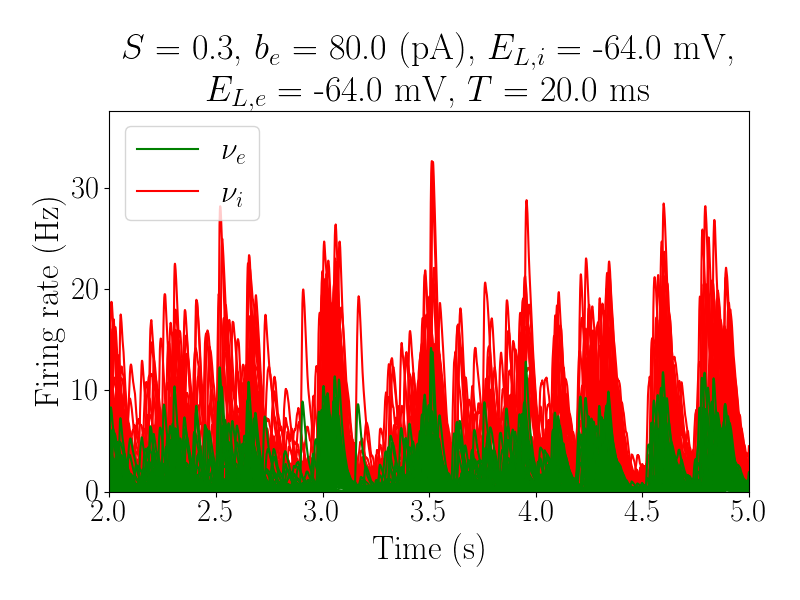 S = 0.3, b_e = 80.0 (pA), E_{L,i} = -64.0 mV,
E_{L,e} = -64.0 mV, T = 20.0 ms
ν_e
ν_i
Firing rate (Hz)
30
20
10
0
2.0 2.5 3.0 3.5 4.0 4.5 5.0
Time (s)